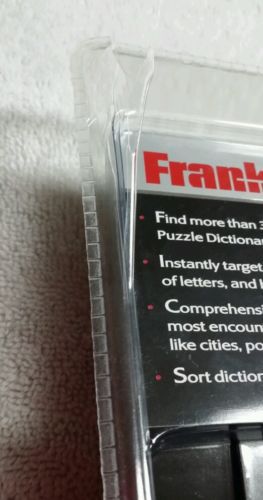 Frank
• Find more than 3
Puzzle Dictionar
• Instantly target
of letters, and
• Comprehensi
most encoun
like cities, po
• Sort diction